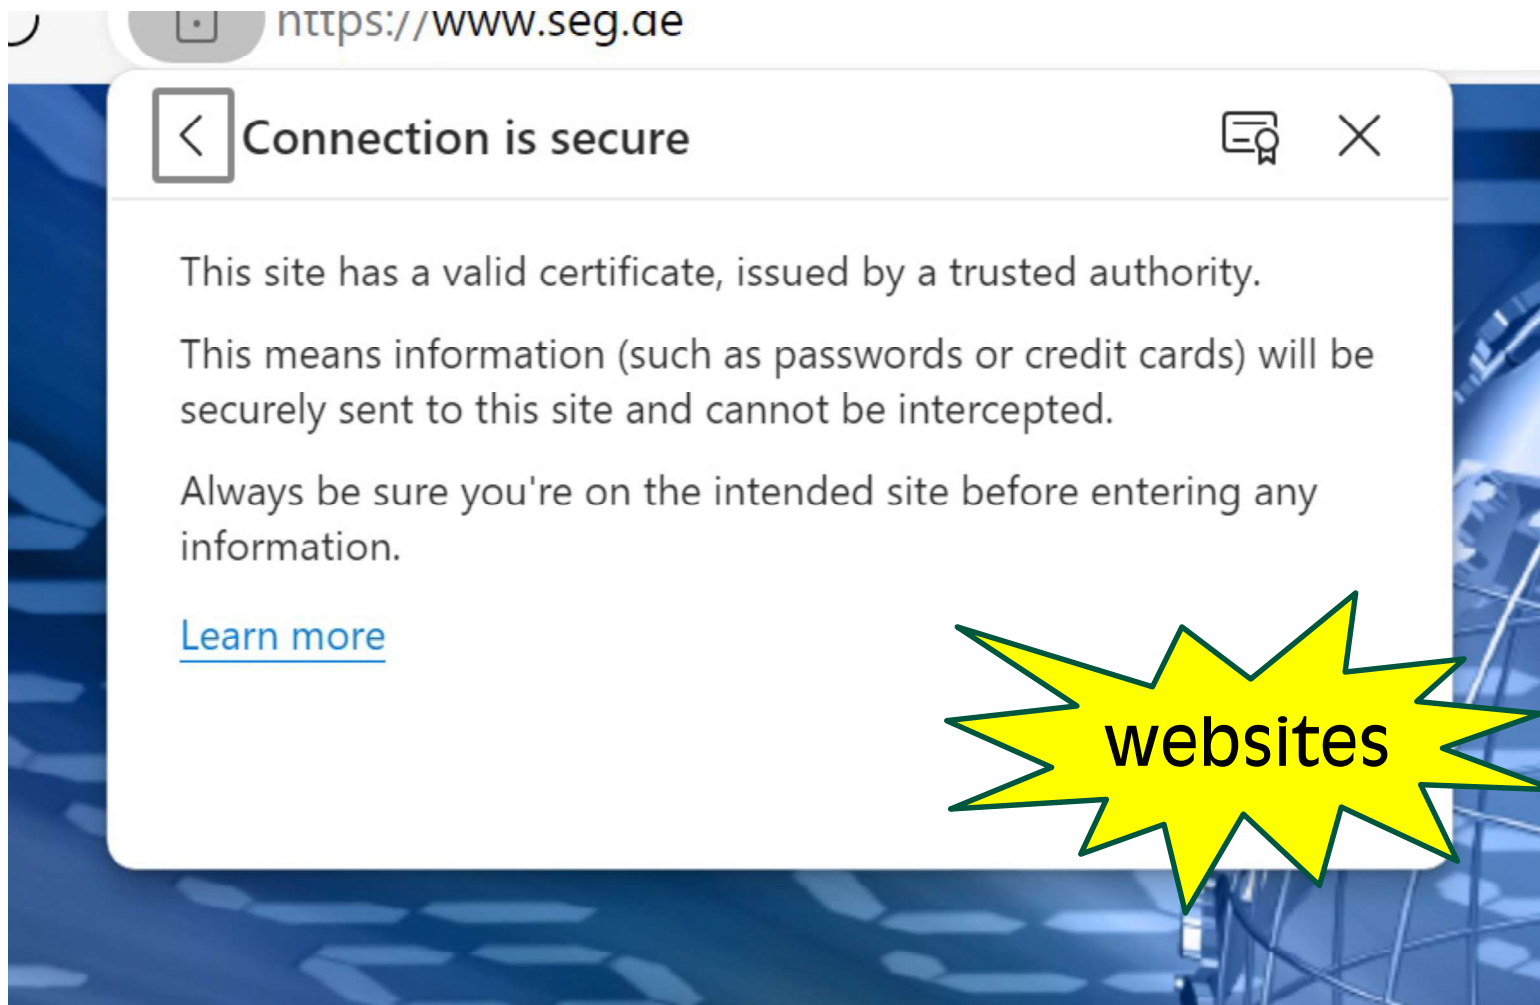 https://www.seg.de
Connection is secure
This site has a valid certificate, issued by a trusted authority.
This means information (such as passwords or credit cards) will be
securely sent to this site and cannot be intercepted.
Always be sure you're on the intended site before entering any
information.
Learn more
websites